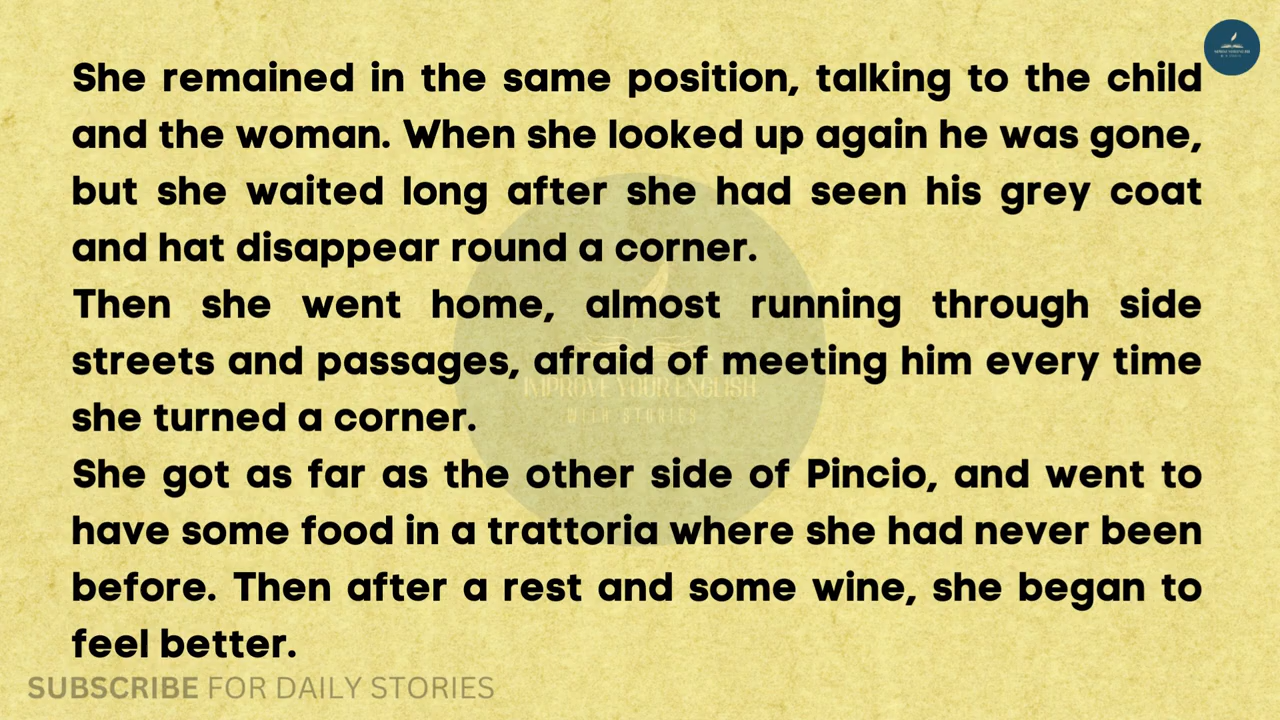 She remained in the same position, talking to the child
and the woman. When she looked up again he was gone,
but she waited long after she had seen his grey coat
and hat disappear round a corner.
Then she went home, almost running through side
streets and passages, afraid of meeting him every time
she turned a corner.
She got as far as the other side of Pincio, and went to
have some food in a trattoria where she had never been
before. Then after a rest and some wine, she began to
feel better.
IMPROVE YOUR ENGLISH
WITH STORIES
SUBSCRIBE FOR DAILY STORIES